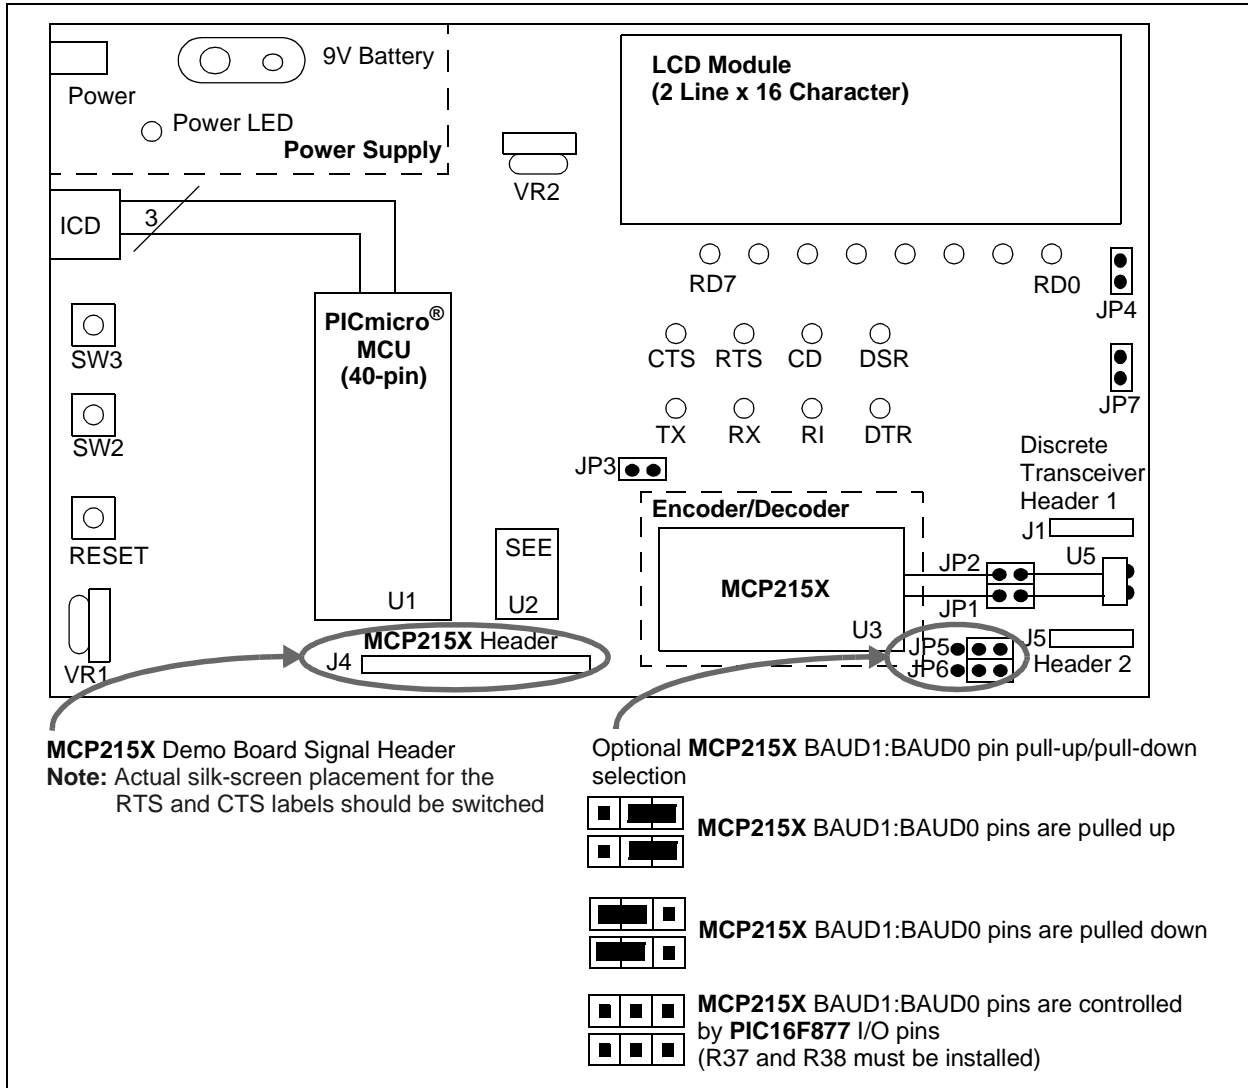 9V Battery
Power
Power LED
Power Supply
LCD Module
(2 Line x 16 Character)
VR2
ICD
3
RD7
RD0
JP4
PICmicro®
MCU
(40-pin)
SW3
CTS RTS CD DSR
JP7
SW2
TX RX RI DTR
JP3
Discrete
Transceiver
Header 1
Encoder/Decoder
J1
RESET
SEE
MCP215X
JP2
U5
U1
U2
JP1
U3
MCP215X Header
J4
JP5
J5
JP6
Header 2
VR1
MCP215X Demo Board Signal Header
Note: Actual silk-screen placement for the
RTS and CTS labels should be switched
Optional MCP215X BAUD1:BAUD0 pin pull-up/pull-down
selection
MCP215X BAUD1:BAUD0 pins are pulled up
MCP215X BAUD1:BAUD0 pins are pulled down
MCP215X BAUD1:BAUD0 pins are controlled
by PIC16F877 I/O pins
(R37 and R38 must be installed)